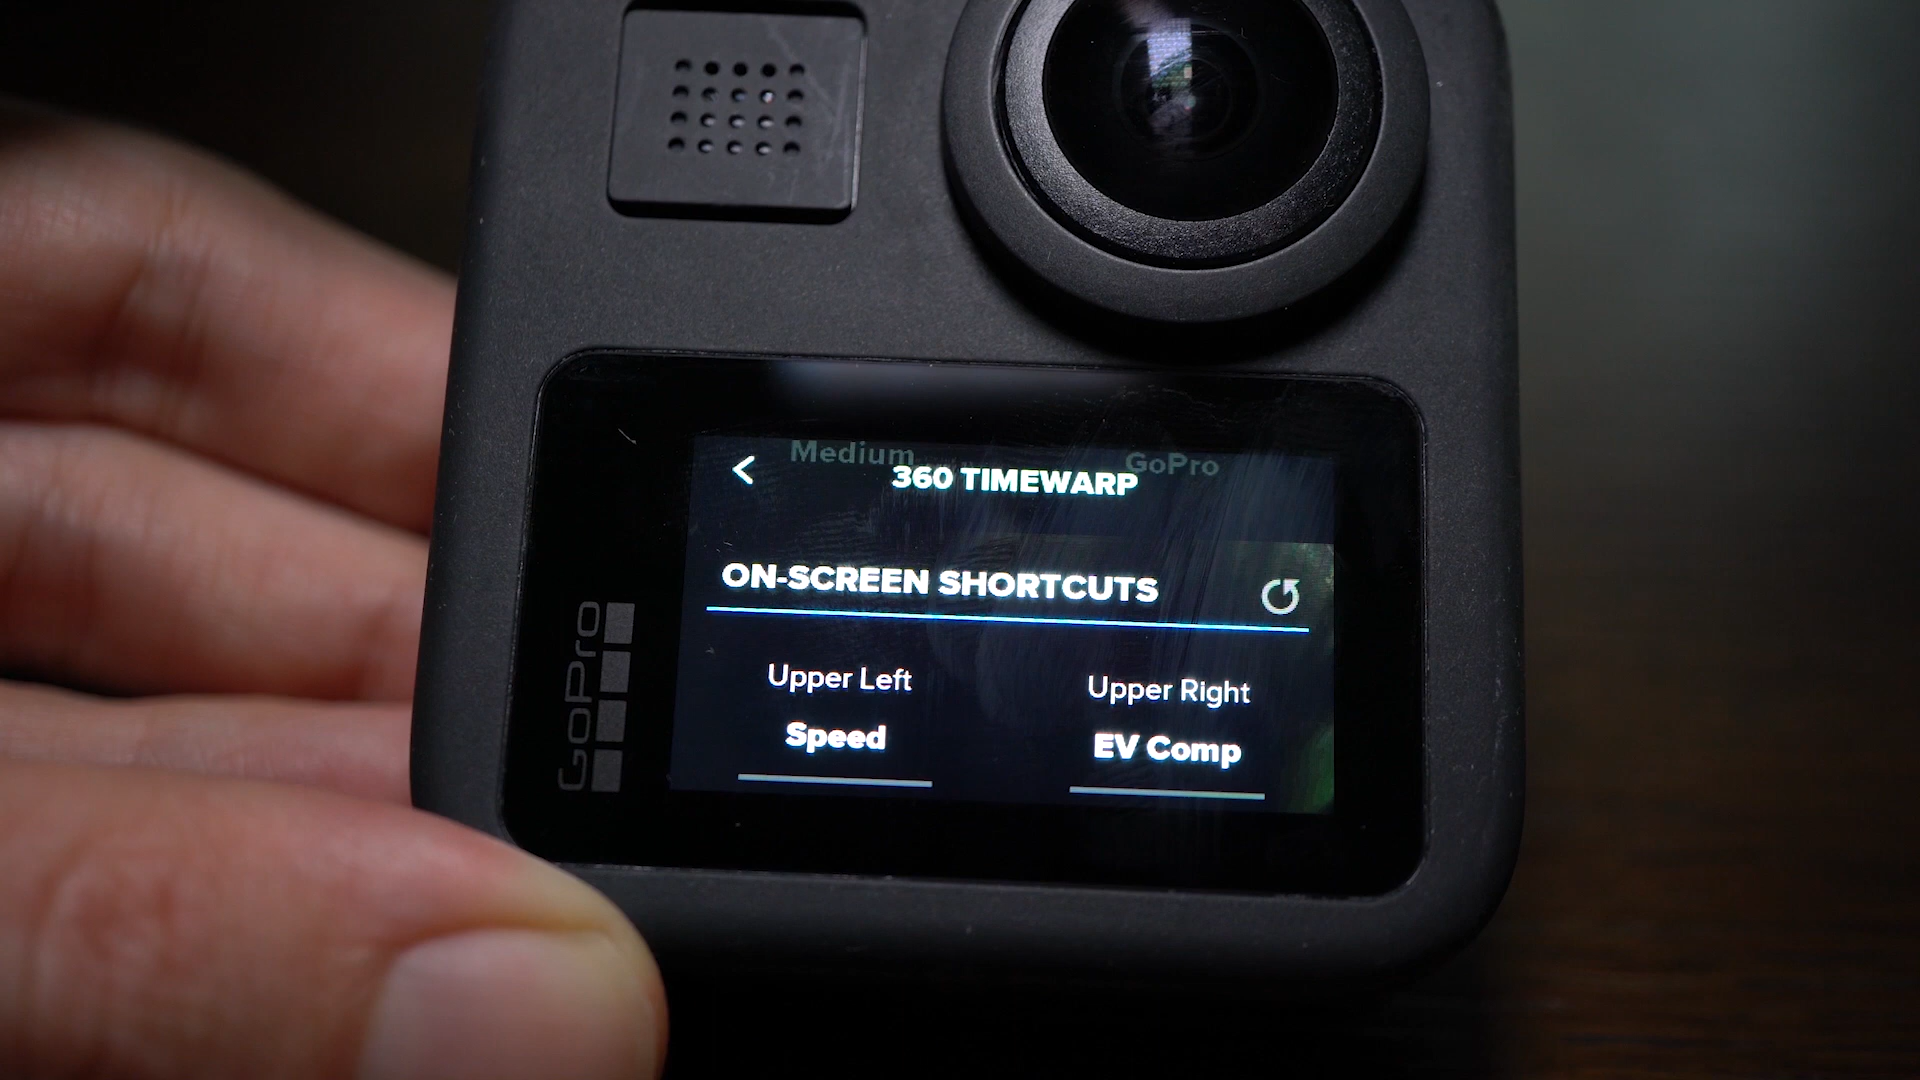 Medium GoPro
360 TIMEWARP
ON-SCREEN SHORTCUTS
Upper Left Upper Right
Speed EV Comp
GoPro